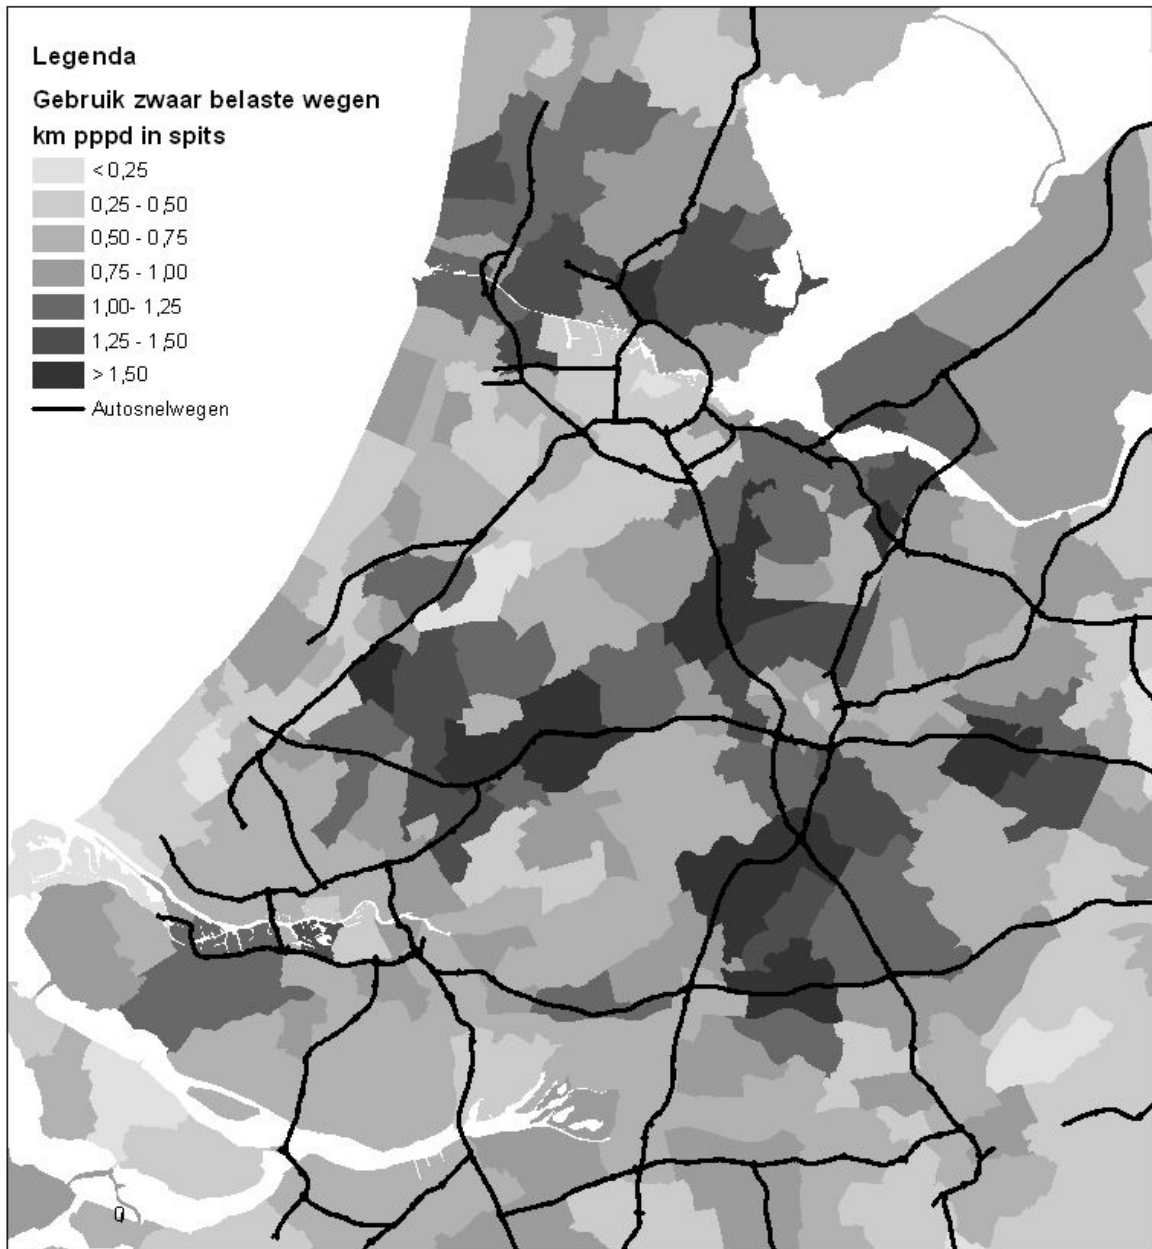 Legenda
Gebruik zwaar belaste wegen
km pppd in spits
< 0,25
0,25 - 0,50
0,50 - 0,75
0,75 - 1,00
1,00- 1,25
1,25 - 1,50
> 1,50
Autosnelwegen
0